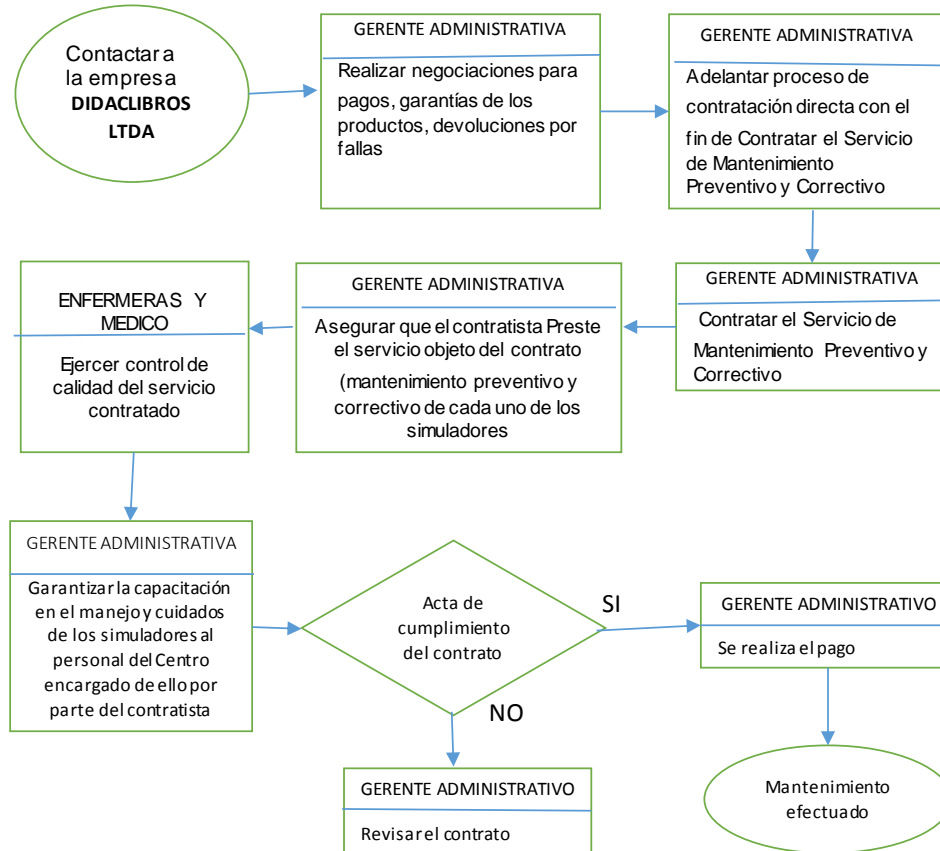 Contactar a
la empresa
DIDACLIBROS
LTDA
GERENTE ADMINISTRATIVA
Realizar negociaciones para
pagos, garantías de los
productos, devoluciones por
fallas
GERENTE ADMINISTRATIVA
Adelantar proceso de
contratación directa con el
fin de Contratar el Servicio
de Mantenimiento
Preventivo y Correctivo
GERENTE ADMINISTRATIVA
Contratar el Servicio de
Mantenimiento Preventivo y
Correctivo
GERENTE ADMINISTRATIVA
Asegurar que el contratista Preste
el servicio objeto del contrato
(mantenimiento preventivo y
correctivo de cada uno de los
simuladores
ENFERMERAS Y
MEDICO
Ejercer control de
calidad del servicio
contratado
GERENTE ADMINISTRATIVA
Garantizar la capacitación
en el manejo y cuidados
de los simuladores al
personal del Centro
encargado de ello por
parte del contratista
Acta de
cumplimiento
del contrato
SI
GERENTE ADMINISTRATIVO
Se realiza el pago
NO
GERENTE ADMINISTRATIVO
Revisar el contrato
Mantenimiento
efectuado